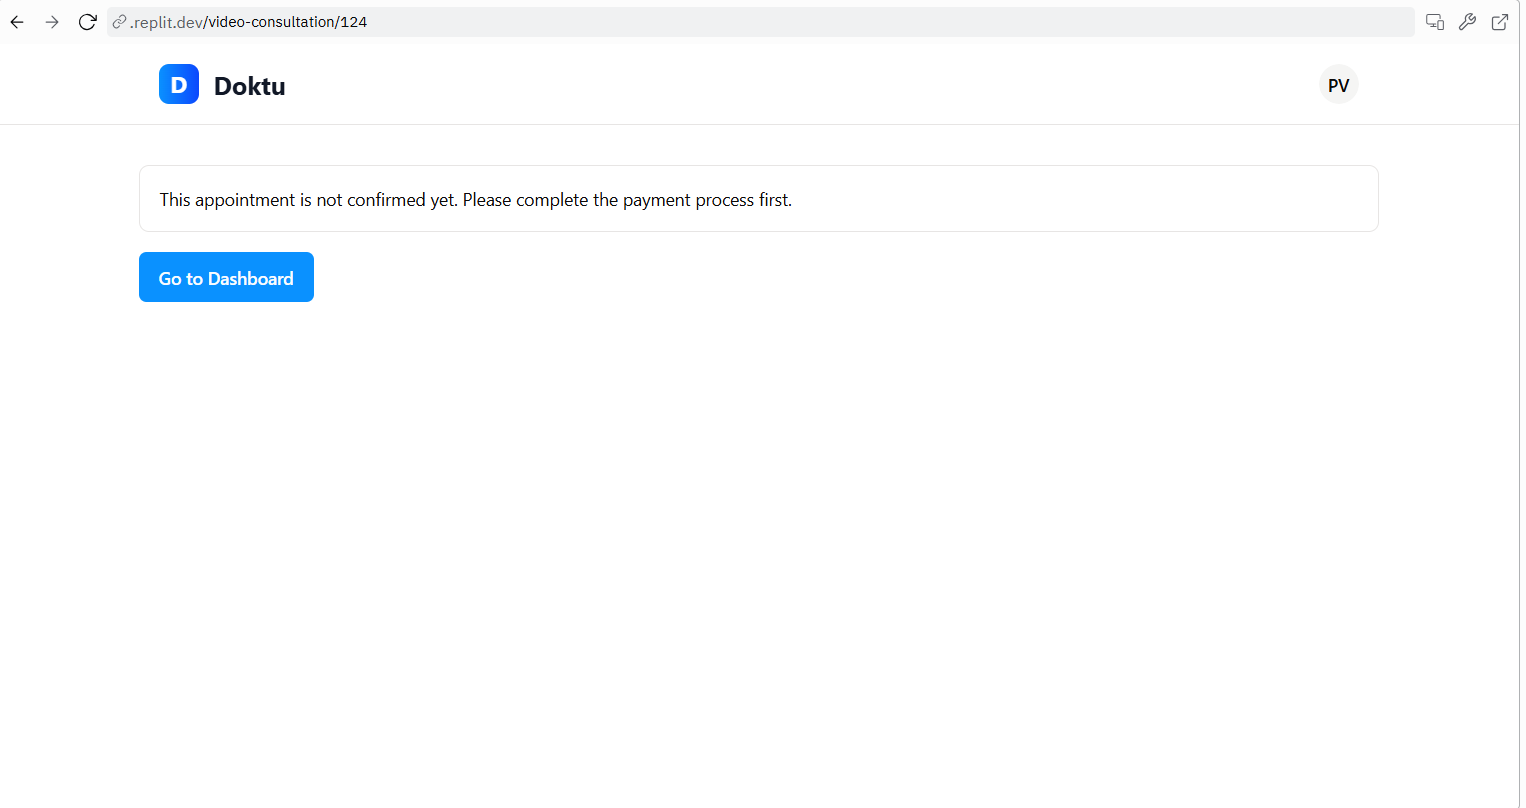 .replit.dev/video-consultation/124
D Doktu
PV
This appointment is not confirmed yet. Please complete the payment process first.
Go to Dashboard